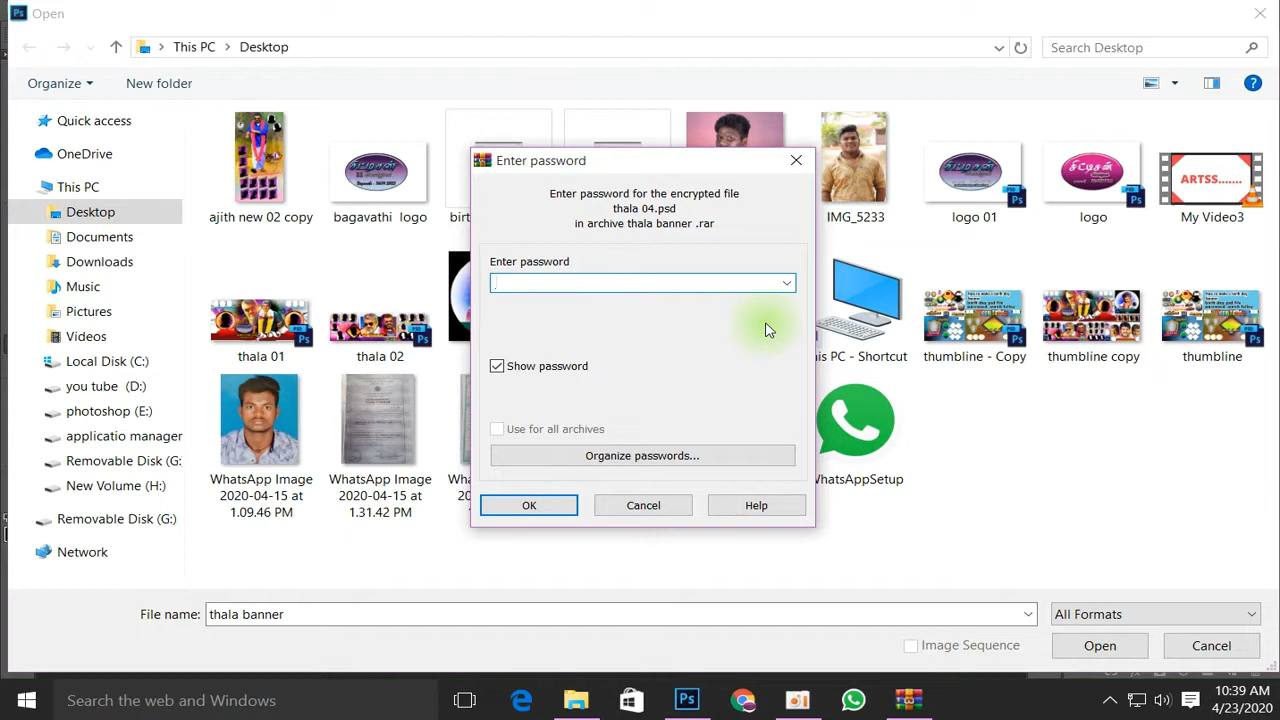 Open
This PC
Desktop
Search Desktop
Organize
New folder
Quick access
OneDrive
This PC
Desktop
Documents
Downloads
Music
Pictures
Videos
Local Disk (C:)
you tube (D:)
photoshop (E:)
applicatio manager
Removable Disk (G:
New Volume (H:)
Removable Disk (G:)
Network
ajith new 02 copy
bagavathi logo
IMG_5233
logo 01
logo
ARTSS.......
My Video3
சிட்டிசன்
thala 01
thala 02
his PC - Shortcut
thumbline - Copy
thumbline copy
thumbline
WhatsApp Image
2020-04-15 at
1.09.46 PM
WhatsApp Image
2020-04-15 at
1.31.42 PM
WhatsAppSetup
Enter password
Enter password for the encrypted file
thala 04.psd
in archive thala banner .rar
Enter password
Show password
Use for all archives
Organize passwords...
OK
Cancel
Help
File name:
thala banner
All Formats
Image Sequence
Open
Cancel
Search the web and Windows
10:39 AM
4/23/2020